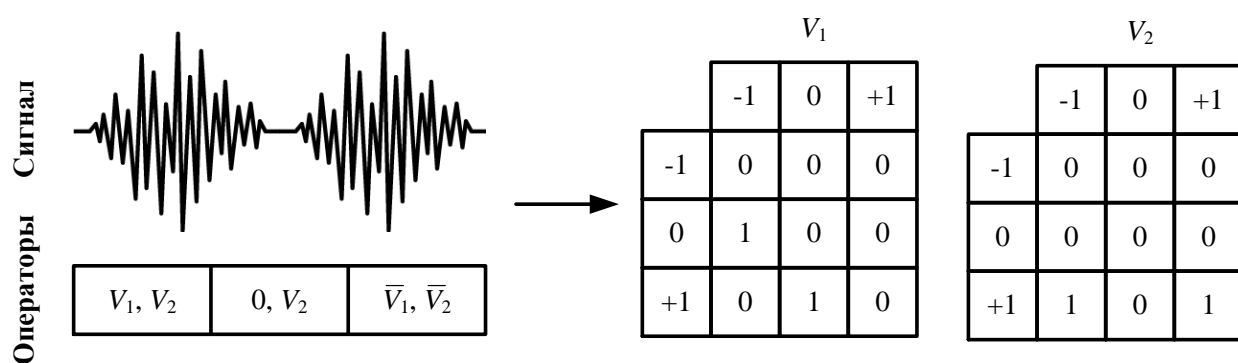 Сигнал
Операторы
V₁, V₂ 0, V₂ V̅₁, V̅₂
V₁
-1 0 +1
-1 0 0 0
0 1 0 0
+1 0 1 0
V₂
-1 0 +1
-1 0 0 0
0 0 0 0
+1 1 0 1